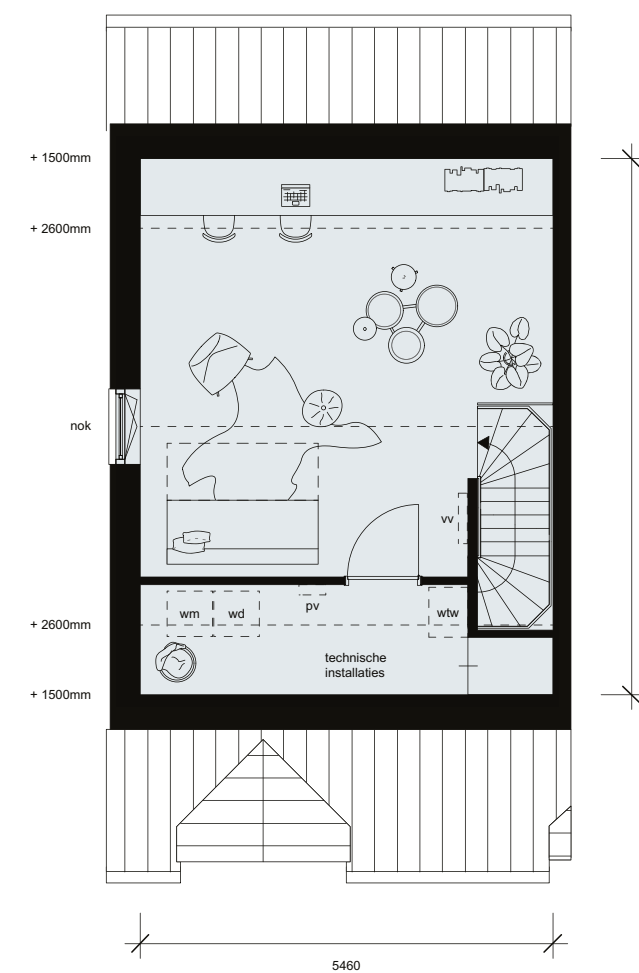 + 1500mm
+ 2600mm
nok
vv
wm
wd
pv
wtw
+ 2600mm
technische
installaties
+ 1500mm
5460